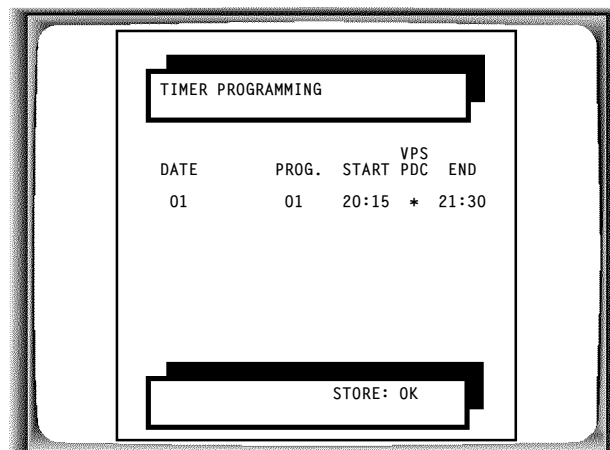 TIMER PROGRAMMING
VPS
DATE PROG. START PDC END
01 01 20:15 * 21:30
STORE: OK